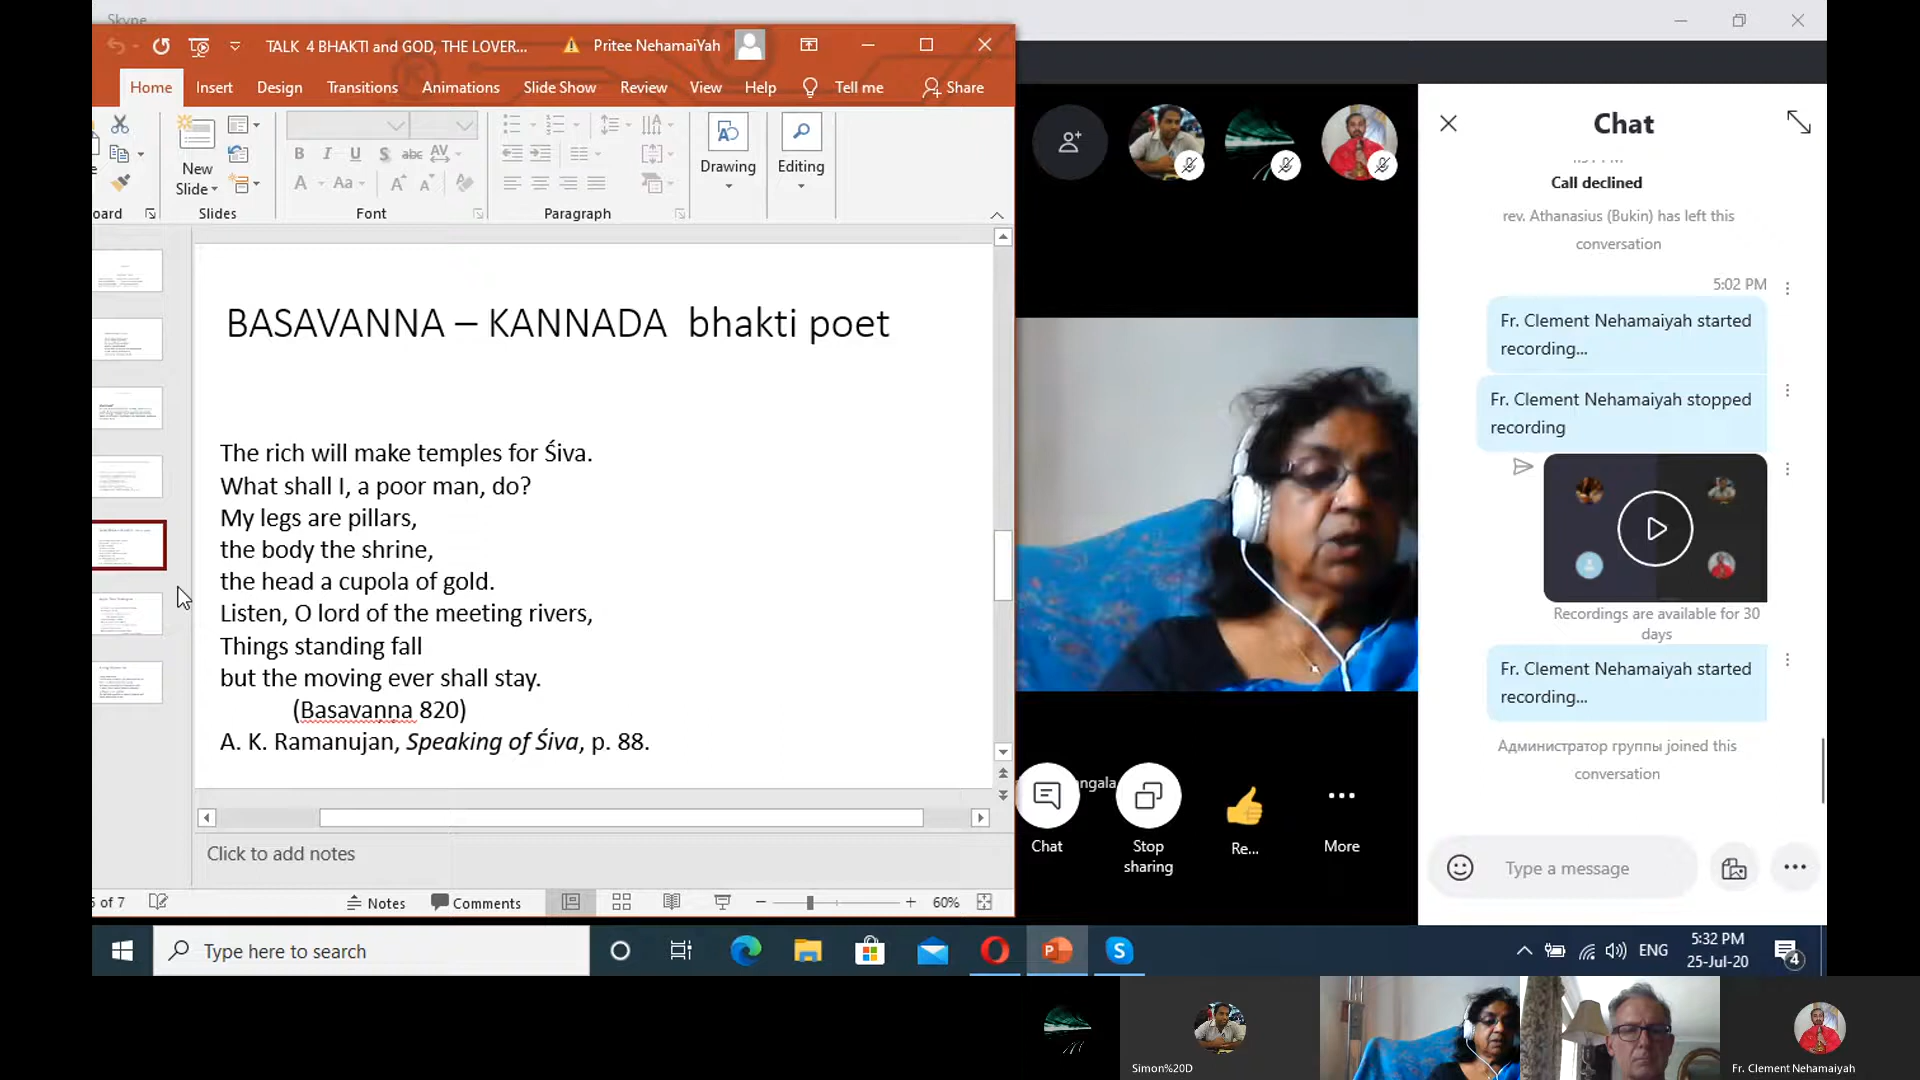 Skype
TALK 4 BHAKTI and GOD, THE LOVER...
Pritee NehamaiYah
Home Insert Design Transitions Animations Slide Show Review View Help Tell me Share
New
Slide
Drawing
Editing
oard
Slides
Font
Paragraph
BASAVANNA – KANNADA bhakti poet
The rich will make temples for Śiva.
What shall I, a poor man, do?
My legs are pillars,
the body the shrine,
the head a cupola of gold.
Listen, O lord of the meeting rivers,
Things standing fall
but the moving ever shall stay.
(Basavaṇṇa 820)
A. K. Ramanujan, Speaking of Śiva, p. 88.
Click to add notes
of 7
Notes
Comments
60%
ngala
Chat
Stop
sharing
Re...
More
Chat
Call declined
rev. Athanasius (Bukin) has left this
conversation
5:02 PM
Fr. Clement Nehamaiyah started
recording...
Fr. Clement Nehamaiyah stopped
recording
Recordings are available for 30
days
Fr. Clement Nehamaiyah started
recording...
Администратор группы joined this
conversation
Type a message
Type here to search
ENG
5:32 PM
25-Jul-20
4
Simon%20D
Fr. Clement Nehamaiyah